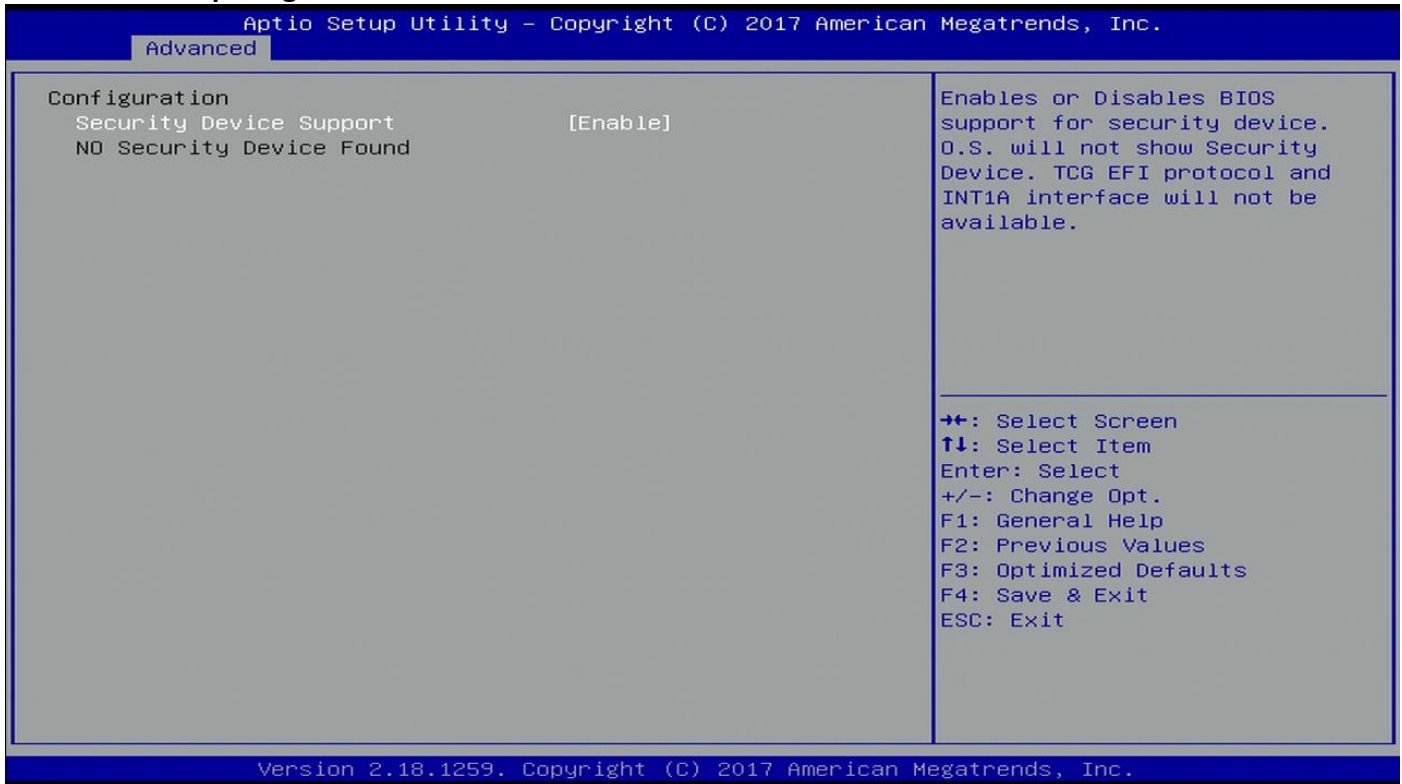 Aptio Setup Utility – Copyright (C) 2017 American Megatrends, Inc.
Advanced
Configuration
Security Device Support [Enable]
NO Security Device Found
Enables or Disables BIOS
support for security device.
O.S. will not show Security
Device. TCG EFI protocol and
INT1A interface will not be
available.
→←: Select Screen
↑↓: Select Item
Enter: Select
+/-: Change Opt.
F1: General Help
F2: Previous Values
F3: Optimized Defaults
F4: Save & Exit
ESC: Exit
Version 2.18.1259. Copyright (C) 2017 American Megatrends, Inc.